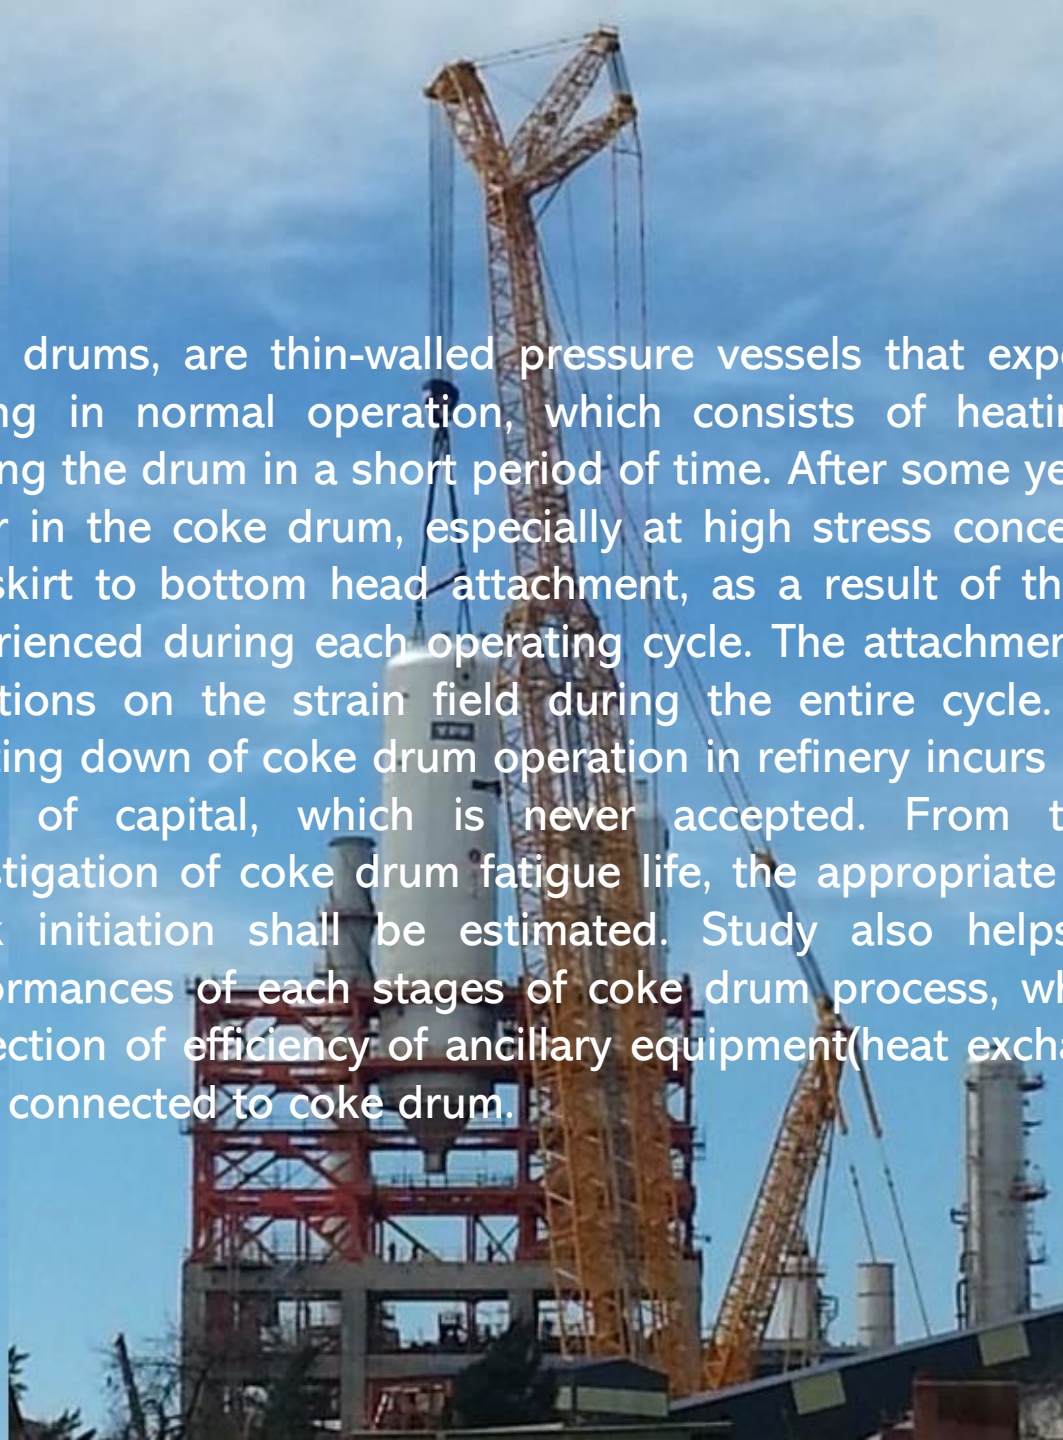 drums, are thin-walled pressure vessels that expe
ng in normal operation, which consists of heatin
ng the drum in a short period of time. After some ye
r in the coke drum, especially at high stress conce
skirt to bottom head attachment, as a result of th
rienced during each operating cycle. The attachmen
tions on the strain field during the entire cycle.
ing down of coke drum operation in refinery incurs
of capital, which is never accepted. From t
tigation of coke drum fatigue life, the appropriate
initiation shall be estimated. Study also helps
ormances of each stages of coke drum process, wh
ection of efficiency of ancillary equipment(heat excha
connected to coke drum.